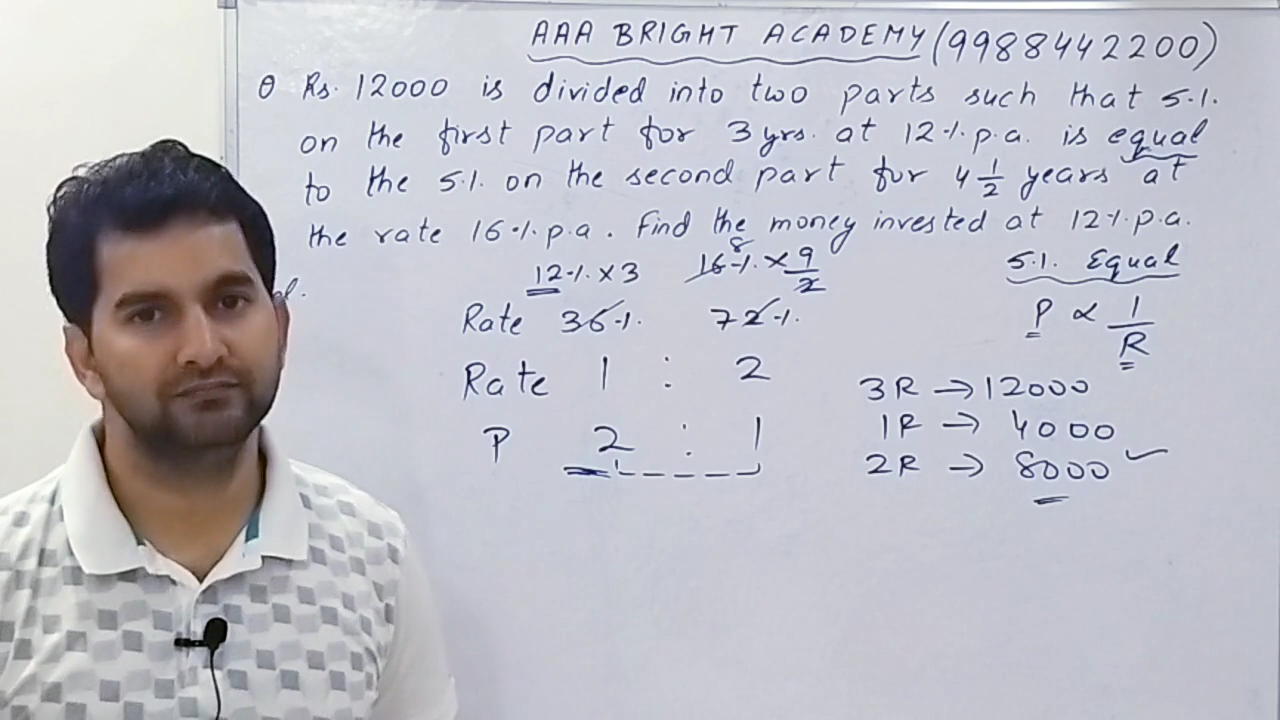 AAA BRIGHT ACADEMY (9988442200)
Q Rs. 12000 is divided into two parts such that S.I.
on the first part for 3 yrs. at 12%. p.a. is equal
to the S.I. on the second part for 4 1/2 years at
the rate 16%. p.a. Find the money invested at 12% p.a.
12% × 3 16% × 9/2 8
S.I. Equal
Rate 36% 72%
P ∝ 1/R
Rate 1 : 2
3R → 12000
P 2 : 1
1R → 4000
2R → 8000